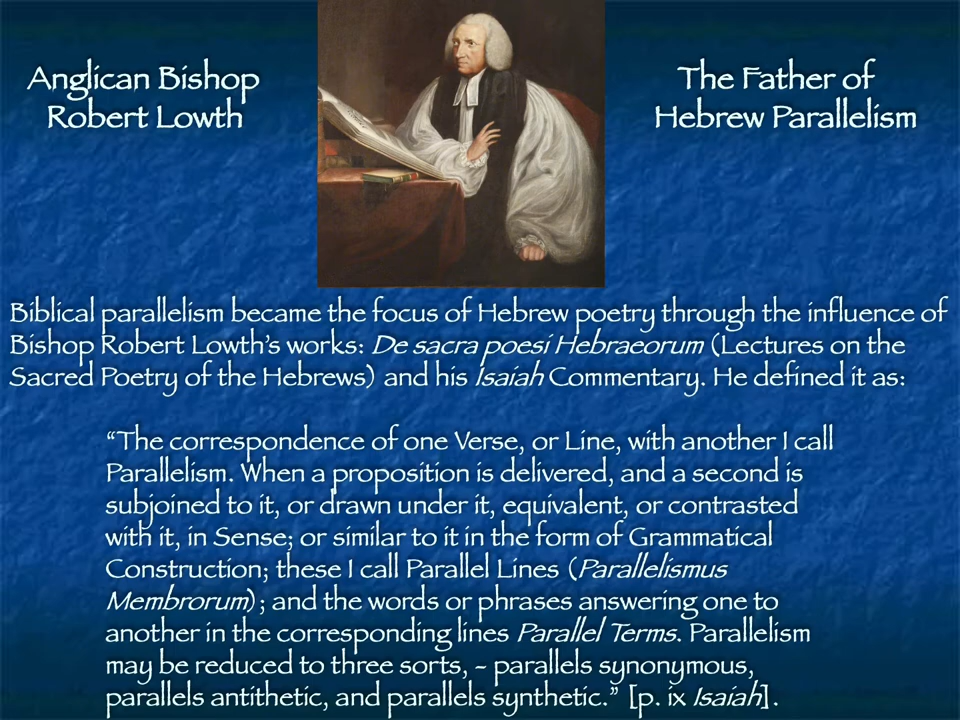 Anglican Bishop
Robert Lowth
The Father of
Hebrew Parallelism
Biblical parallelism became the focus of Hebrew poetry through the influence of
Bishop Robert Lowth’s works: De sacra poesi Hebraeorum (Lectures on the
Sacred Poetry of the Hebrews) and his Isaiah Commentary. He defined it as:
“The correspondence of one Verse, or Line, with another I call
Parallelism. When a proposition is delivered, and a second is
subjoined to it, or drawn under it, equivalent, or contrasted
with it, in Sense; or similar to it in the form of Grammatical
Construction; these I call Parallel Lines (Parallelismus
Membrorum); and the words or phrases answering one to
another in the corresponding lines Parallel Terms. Parallelism
may be reduced to three sorts, - parallels synonymous,
parallels antithetic, and parallels synthetic.” [p. ix Isaiah].